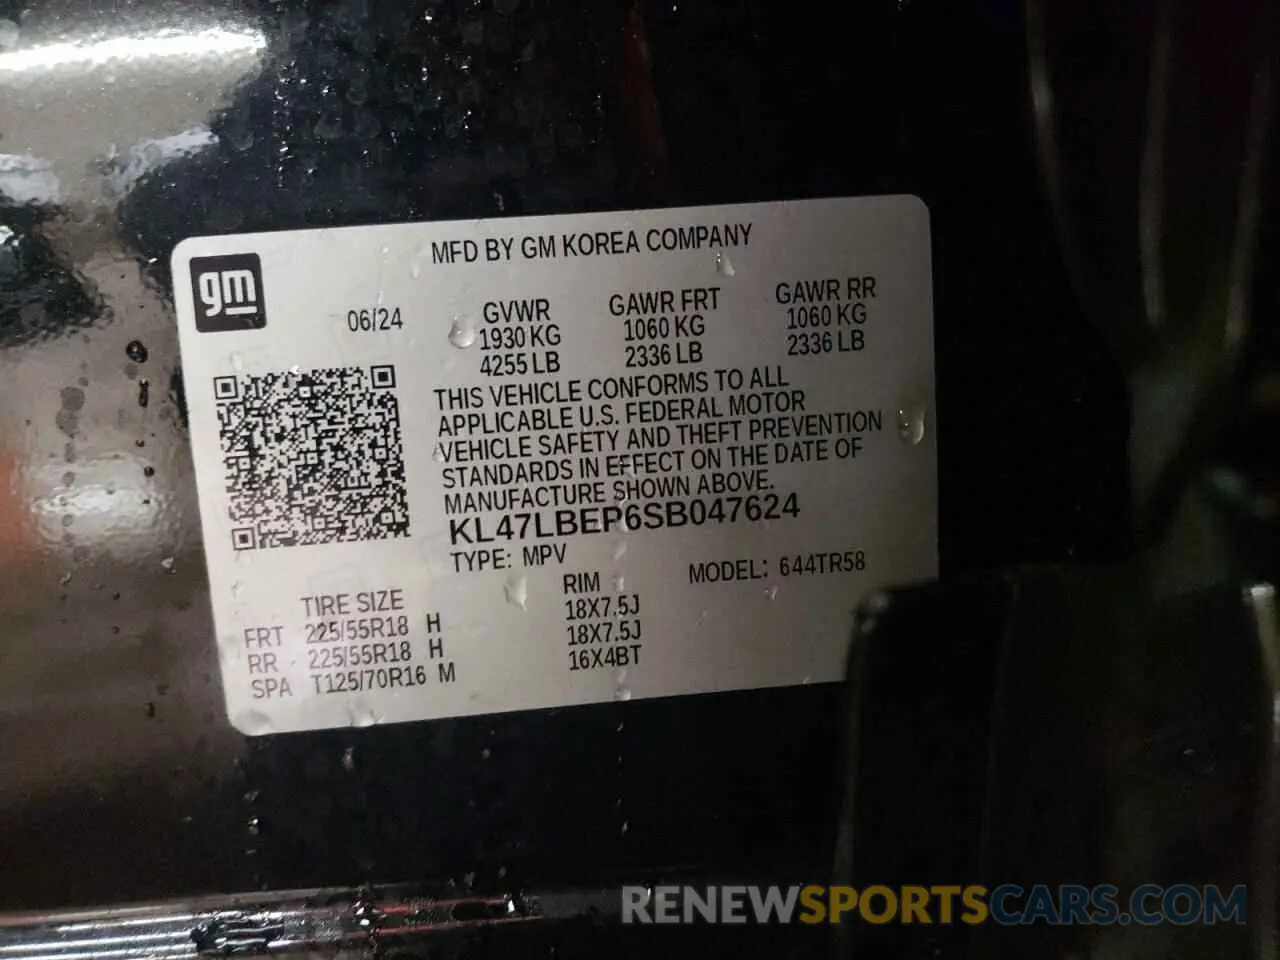 MFD BY GM KOREA COMPANY
gm
06/24
GVWR GAWR FRT GAWR RR
1930 KG 1060 KG 1060 KG
4255 LB 2336 LB 2336 LB
THIS VEHICLE CONFORMS TO ALL
APPLICABLE U.S. FEDERAL MOTOR
VEHICLE SAFETY AND THEFT PREVENTION
STANDARDS IN EFFECT ON THE DATE OF
MANUFACTURE SHOWN ABOVE.
KL47LBEP6SB047624
TYPE: MPV MODEL: 644TR58
TIRE SIZE RIM
FRT 225/55R18 H 18X7.5J
RR 225/55R18 H 18X7.5J
SPA T125/70R16 M 16X4BT
RENEWSPORTSCARS.COM